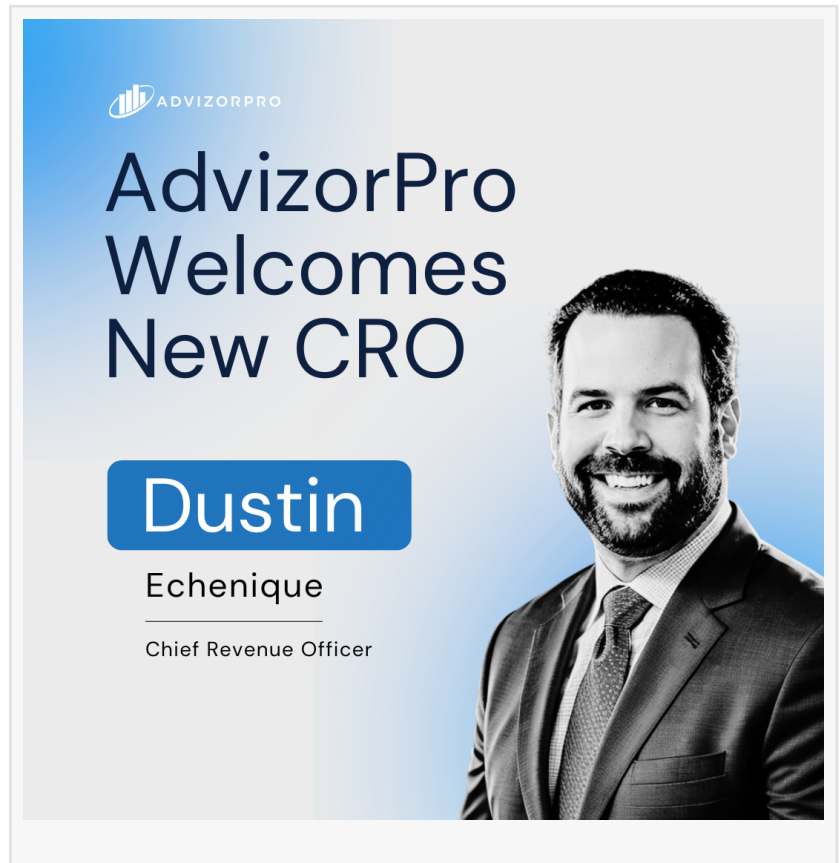 ADVIZORPRO
AdvizorPro
Welcomes
New CRO
Dustin
Echenique
Chief Revenue Officer